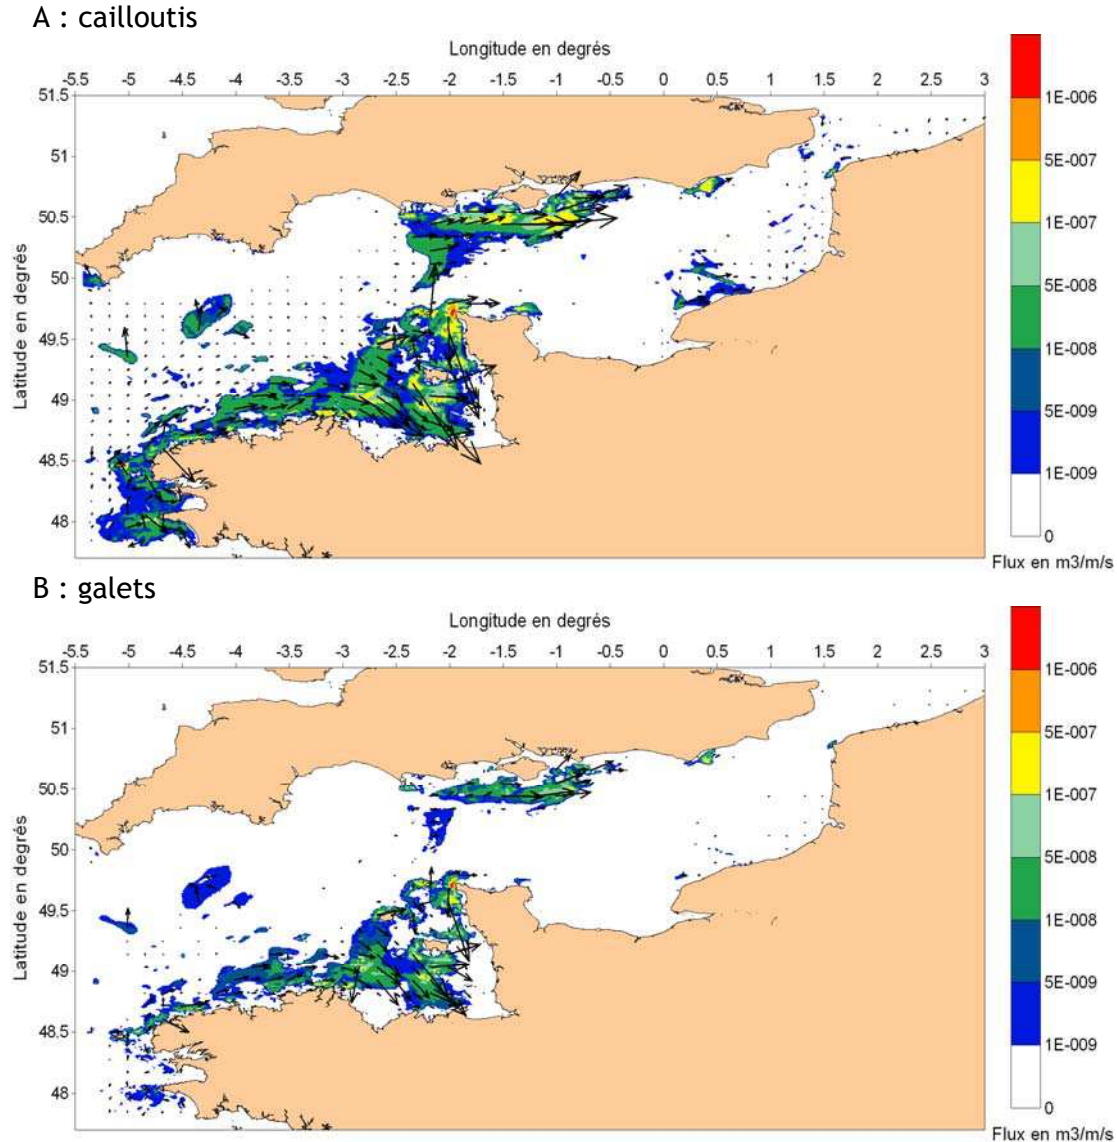 A : cailloutis
Longitude en degrés
-5.5 -5 -4.5 -4 -3.5 -3 -2.5 -2 -1.5 -1 -0.5 0 0.5 1 1.5 2 2.5 3
Latitude en degrés
51.5
51
50.5
50
49.5
49
48.5
48
1E-006
5E-007
1E-007
5E-008
1E-008
5E-009
1E-009
0
Flux en m3/m/s
B : galets
Longitude en degrés
-5.5 -5 -4.5 -4 -3.5 -3 -2.5 -2 -1.5 -1 -0.5 0 0.5 1 1.5 2 2.5 3
Latitude en degrés
51.5
51
50.5
50
49.5
49
48.5
48
1E-006
5E-007
1E-007
5E-008
1E-008
5E-009
1E-009
0
Flux en m3/m/s